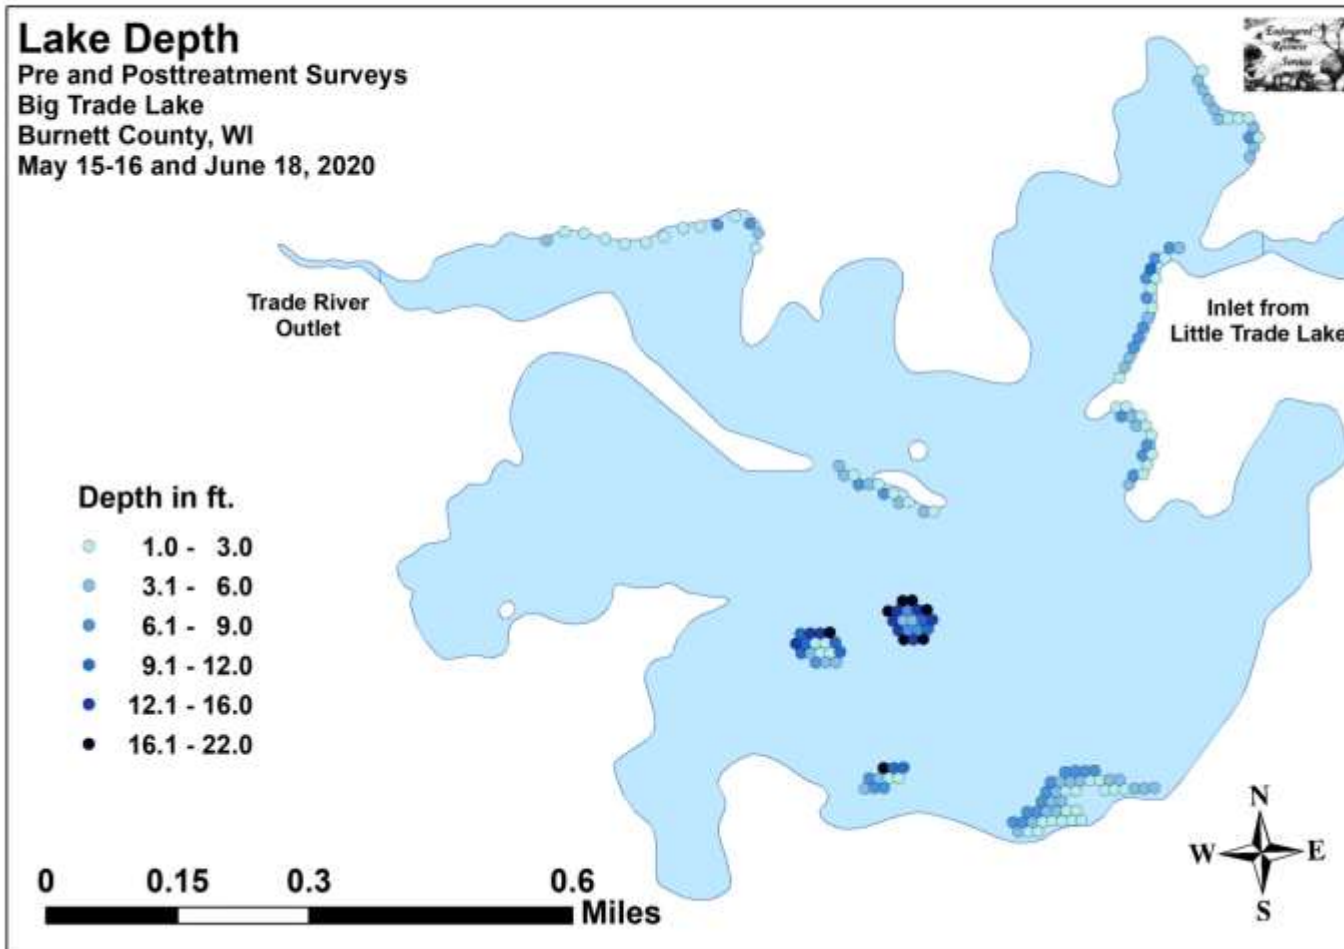 Lake Depth
Pre and Posttreatment Surveys
Big Trade Lake
Burnett County, WI
May 15-16 and June 18, 2020
Endangered
Resource
Services
Trade River
Outlet
Inlet from
Little Trade Lake
Depth in ft.
1.0 - 3.0
3.1 - 6.0
6.1 - 9.0
9.1 - 12.0
12.1 - 16.0
16.1 - 22.0
N
W E
S
0 0.15 0.3 0.6
Miles